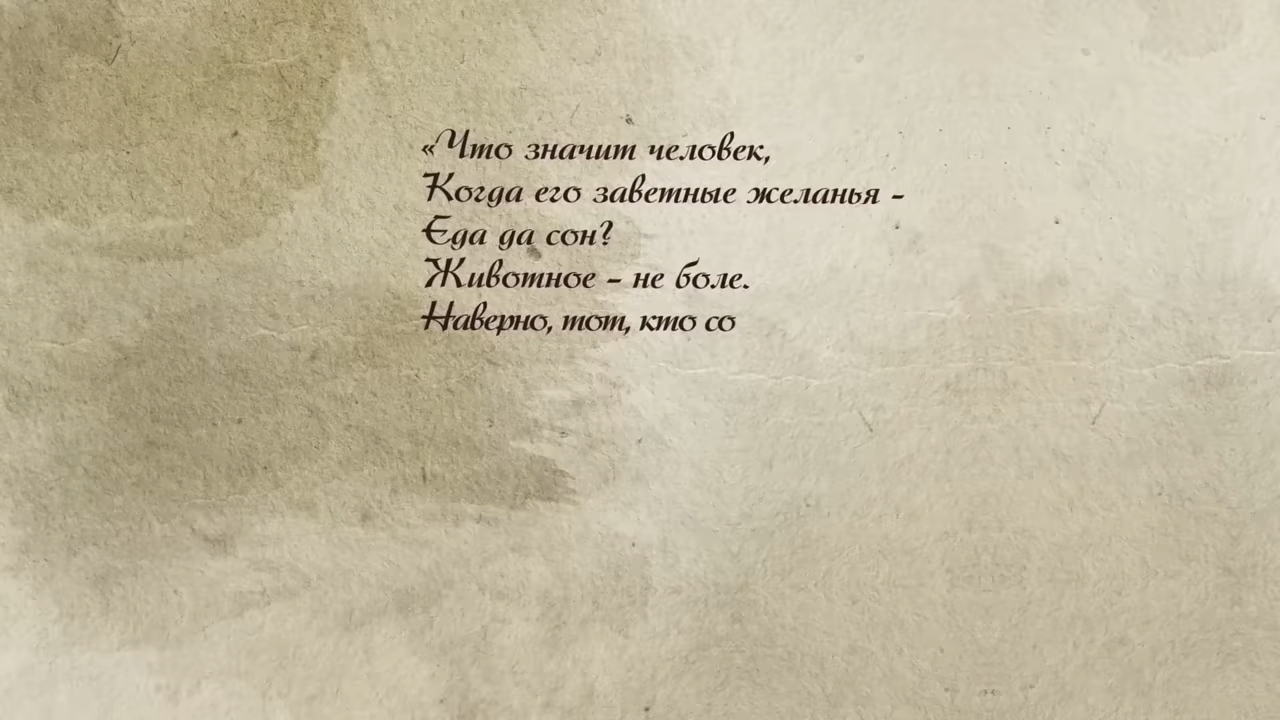 «Что значит человек,
Когда его заветные желанья -
Еда да сон?
Животное - не боле.
Наверно, тот, кто со